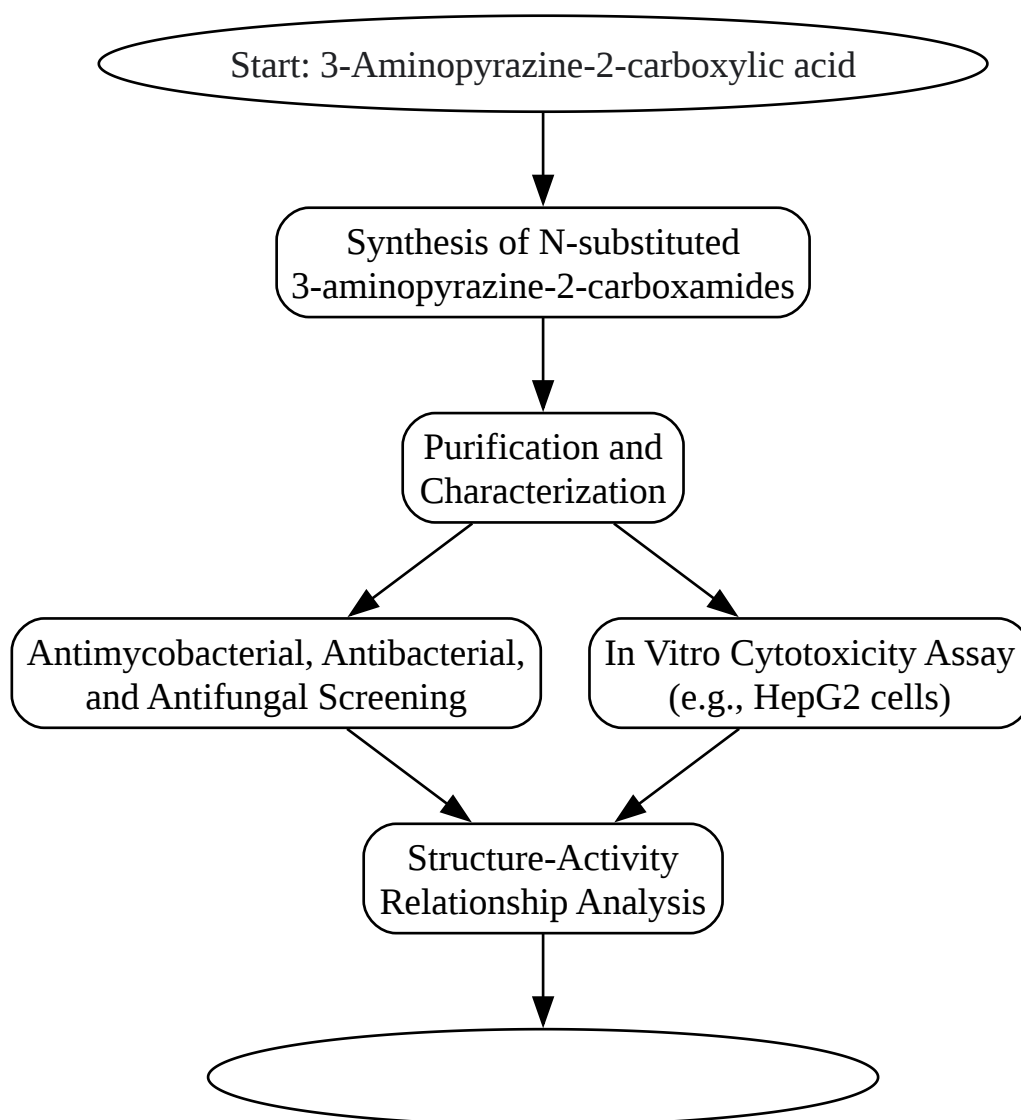 Start: 3-Aminopyrazine-2-carboxylic acid
Synthesis of N-substituted
3-aminopyrazine-2-carboxamides
Purification and
Characterization
Antimycobacterial, Antibacterial,
and Antifungal Screening
In Vitro Cytotoxicity Assay
(e.g., HepG2 cells)
Structure-Activity
Relationship Analysis